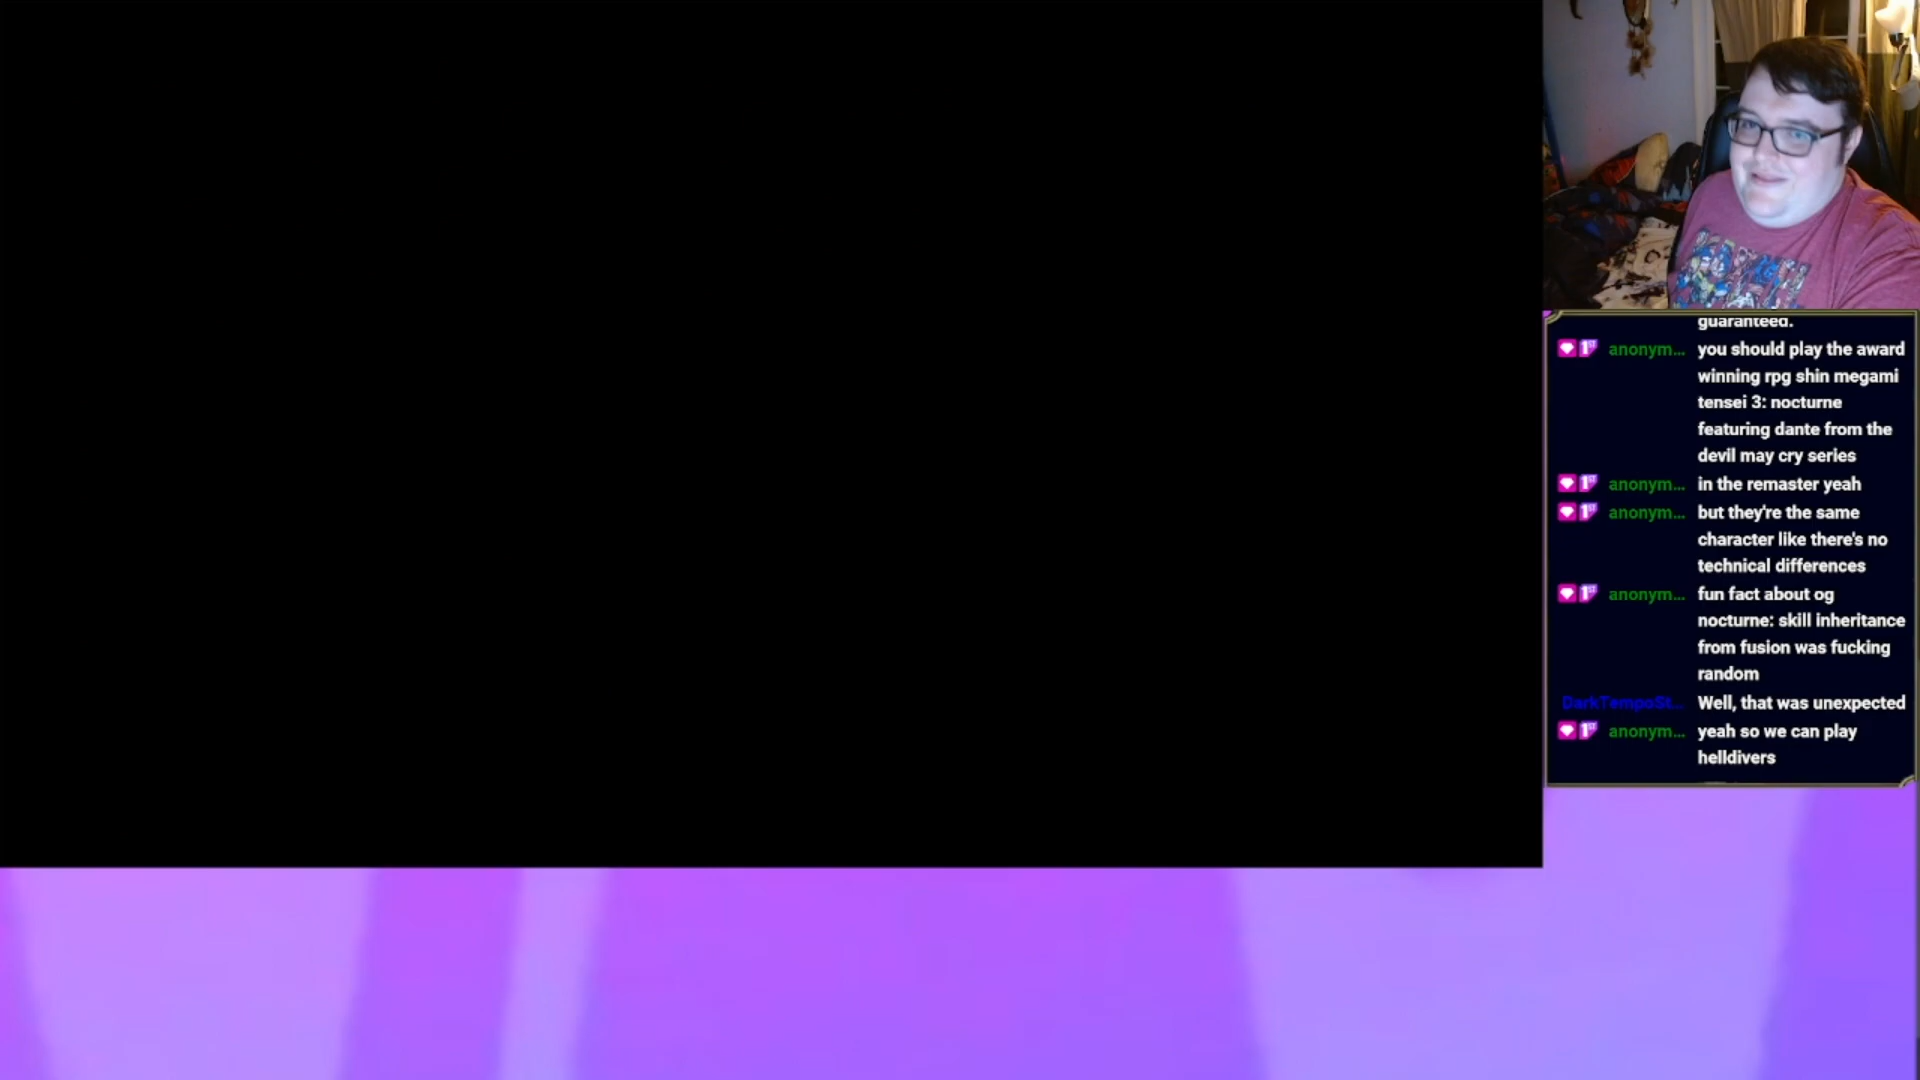 guaranteed.
anonym... you should play the award
winning rpg shin megami
tensei 3: nocturne
featuring dante from the
devil may cry series
anonym... in the remaster yeah
anonym... but they're the same
character like there's no
technical differences
anonym... fun fact about og
nocturne: skill inheritance
from fusion was fucking
random
DarkTempoSt... Well, that was unexpected
anonym... yeah so we can play
helldivers